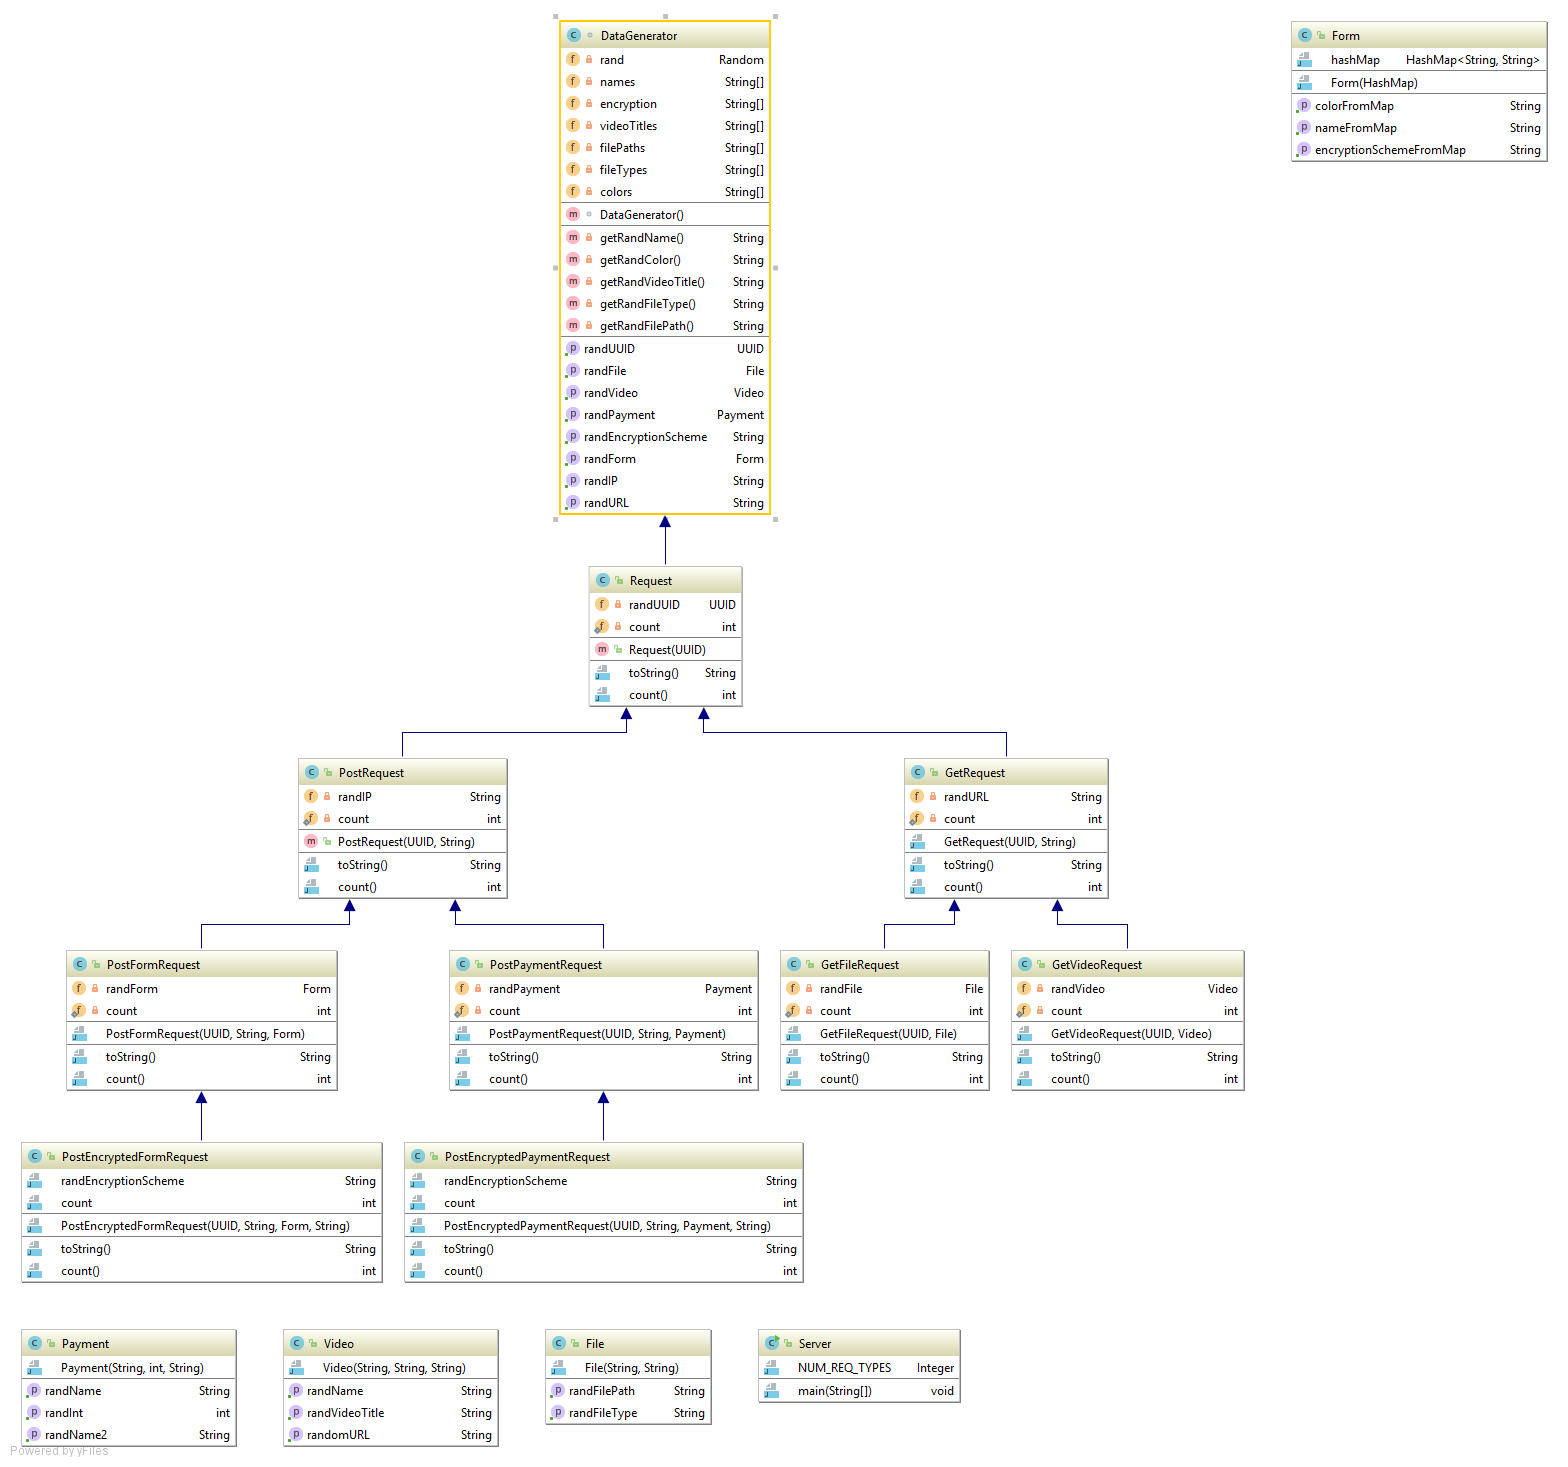 DataGenerator
rand Random
names String[]
encryption String[]
videoTitles String[]
filePaths String[]
fileTypes String[]
colors String[]
DataGenerator()
getRandName() String
getRandColor() String
getRandVideoTitle() String
getRandFileType() String
getRandFilePath() String
randUUID UUID
randFile File
randVideo Video
randPayment Payment
randEncryptionScheme String
randForm Form
randIP String
randURL String
Form
hashMap HashMap<String, String>
Form(HashMap)
colorFromMap String
nameFromMap String
encryptionSchemeFromMap String
Request
randUUID UUID
count int
Request(UUID)
toString() String
count() int
PostRequest
randIP String
count int
PostRequest(UUID, String)
toString() String
count() int
GetRequest
randURL String
count int
GetRequest(UUID, String)
toString() String
count() int
PostFormRequest
randForm Form
count int
PostFormRequest(UUID, String, Form)
toString() String
count() int
PostPaymentRequest
randPayment Payment
count int
PostPaymentRequest(UUID, String, Payment)
toString() String
count() int
GetFileRequest
randFile File
count int
GetFileRequest(UUID, File)
toString() String
count() int
GetVideoRequest
randVideo Video
count int
GetVideoRequest(UUID, Video)
toString() String
count() int
PostEncryptedFormRequest
randEncryptionScheme String
count int
PostEncryptedFormRequest(UUID, String, Form, String)
toString() String
count() int
PostEncryptedPaymentRequest
randEncryptionScheme String
count int
PostEncryptedPaymentRequest(UUID, String, Payment, String)
toString() String
count() int
Payment
Payment(String, int, String)
randName String
randInt int
randName2 String
Video
Video(String, String, String)
randName String
randVideoTitle String
randomURL String
File
File(String, String)
randFilePath String
randFileType String
Server
NUM_REQ_TYPES Integer
main(String[]) void
Powered by yFiles